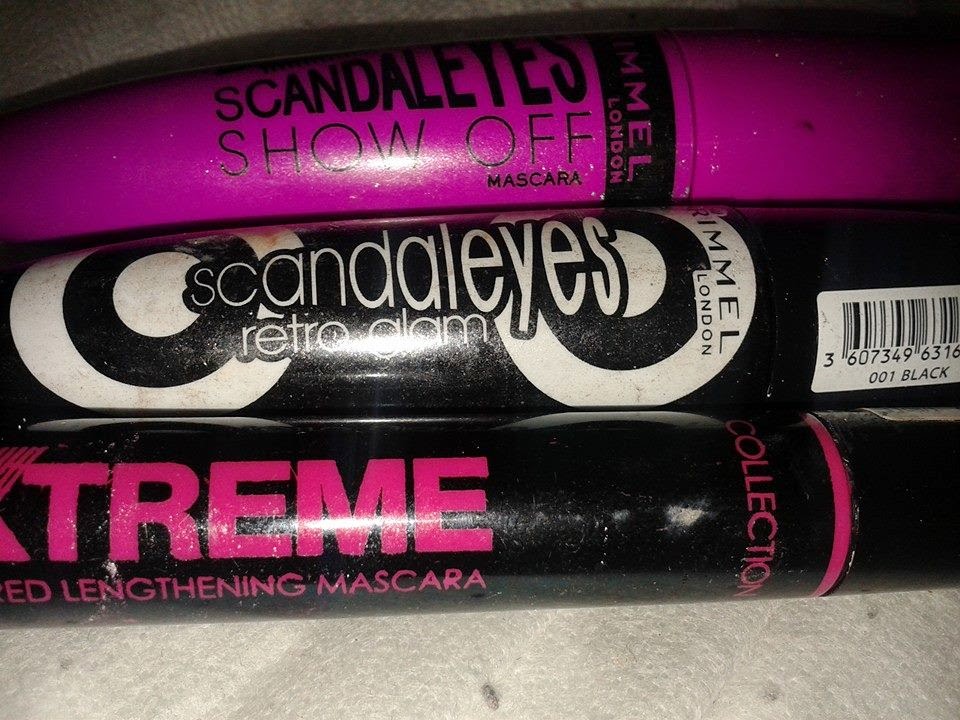 SCANDALEYES
SHOW OFF
MASCARA
RIMMEL
LONDON
scandaleyes
retro glam
RIMMEL
LONDON
3 607349 6316
001 BLACK
XTREME
RED LENGTHENING MASCARA
COLLECTION